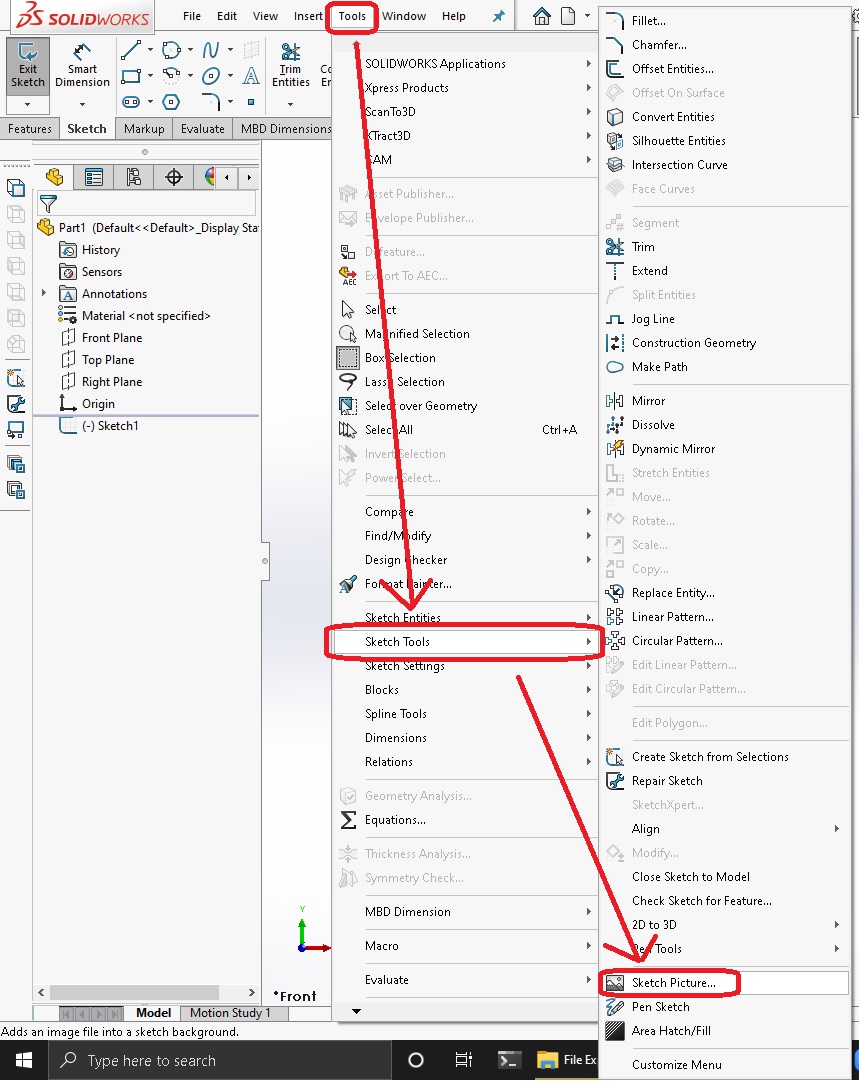 SOLIDWORKS
File Edit View Insert Tools Window Help
Exit Sketch
Smart Dimension
Trim Entities
Features Sketch Markup Evaluate MBD Dimensions
Part1 (Default<<Default>_Display Sta
History
Sensors
Annotations
Material <not specified>
Front Plane
Top Plane
Right Plane
Origin
(-) Sketch1
Y
*Front
Model Motion Study 1
Adds an image file into a sketch background.
Type here to search
File Ex
SOLIDWORKS Applications
Xpress Products
ScanTo3D
XTract3D
CAM
Asset Publisher...
Envelope Publisher...
Defeature...
AEC
Export To AEC...
Select
Magnified Selection
Box Selection
Lasso Selection
Select over Geometry
Select All Ctrl+A
Invert Selection
Power Select...
Compare
Find/Modify
Design Checker
Format Painter...
Sketch Entities
Sketch Tools
Sketch Settings
Blocks
Spline Tools
Dimensions
Relations
Geometry Analysis...
Equations...
Thickness Analysis...
Symmetry Check...
MBD Dimension
Macro
Evaluate
Fillet...
Chamfer...
Offset Entities...
Offset On Surface
Convert Entities
Silhouette Entities
Intersection Curve
Face Curves
Segment
Trim
Extend
Split Entities
Jog Line
Construction Geometry
Make Path
Mirror
Dissolve
Dynamic Mirror
Stretch Entities
Move...
Rotate...
Scale...
Copy...
Replace Entity...
Linear Pattern...
Circular Pattern...
Edit Linear Pattern...
Edit Circular Pattern...
Edit Polygon...
Create Sketch from Selections
Repair Sketch
SketchXpert...
Align
Modify...
Close Sketch to Model
Check Sketch for Feature...
2D to 3D
Pen Tools
Sketch Picture...
Pen Sketch
Area Hatch/Fill
Customize Menu